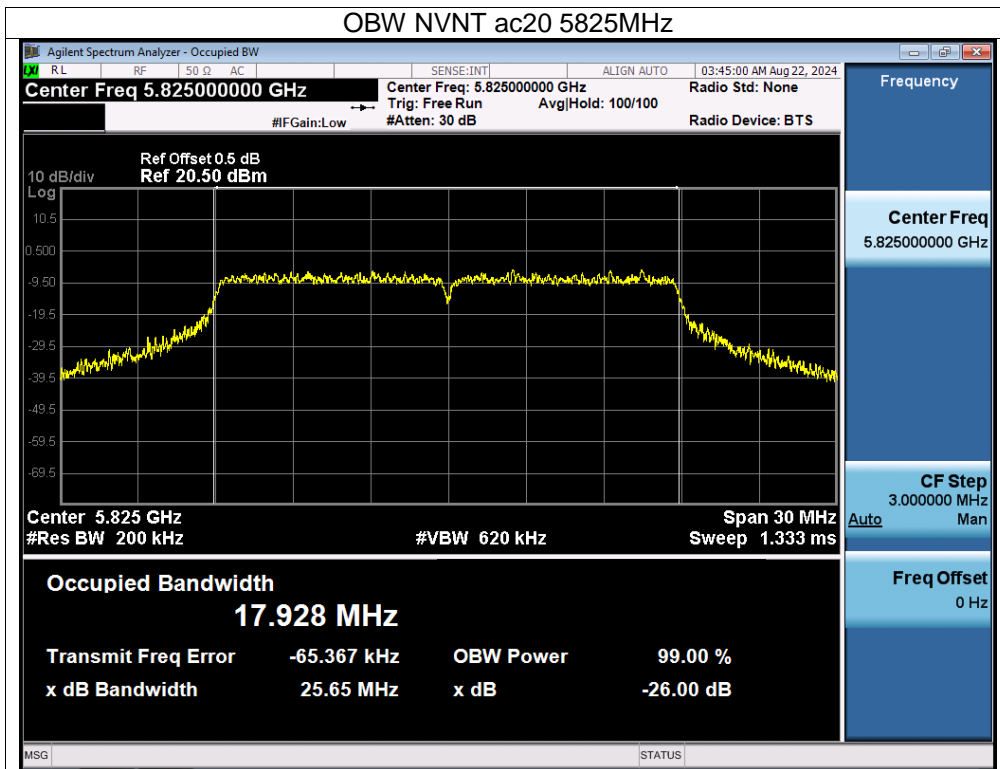 OBW NVNT ac20 5825MHz
Agilent Spectrum Analyzer - Occupied BW
LXI RL RF 50 Ω AC SENSE:INT ALIGN AUTO 03:45:00 AM Aug 22, 2024
Center Freq 5.825000000 GHz
#IFGain:Low
Center Freq: 5.825000000 GHz
Trig: Free Run Avg|Hold: 100/100
#Atten: 30 dB
Radio Std: None
Radio Device: BTS
Ref Offset 0.5 dB
10 dB/div Ref 20.50 dBm
Log
10.5
0.500
-9.50
-19.5
-29.5
-39.5
-49.5
-59.5
-69.5
Center 5.825 GHz Span 30 MHz
#Res BW 200 kHz #VBW 620 kHz Sweep 1.333 ms
Occupied Bandwidth
17.928 MHz
Transmit Freq Error -65.367 kHz OBW Power 99.00 %
x dB Bandwidth 25.65 MHz x dB -26.00 dB
MSG STATUS
Frequency
Center Freq
5.825000000 GHz
CF Step
3.000000 MHz
Auto Man
Freq Offset
0 Hz